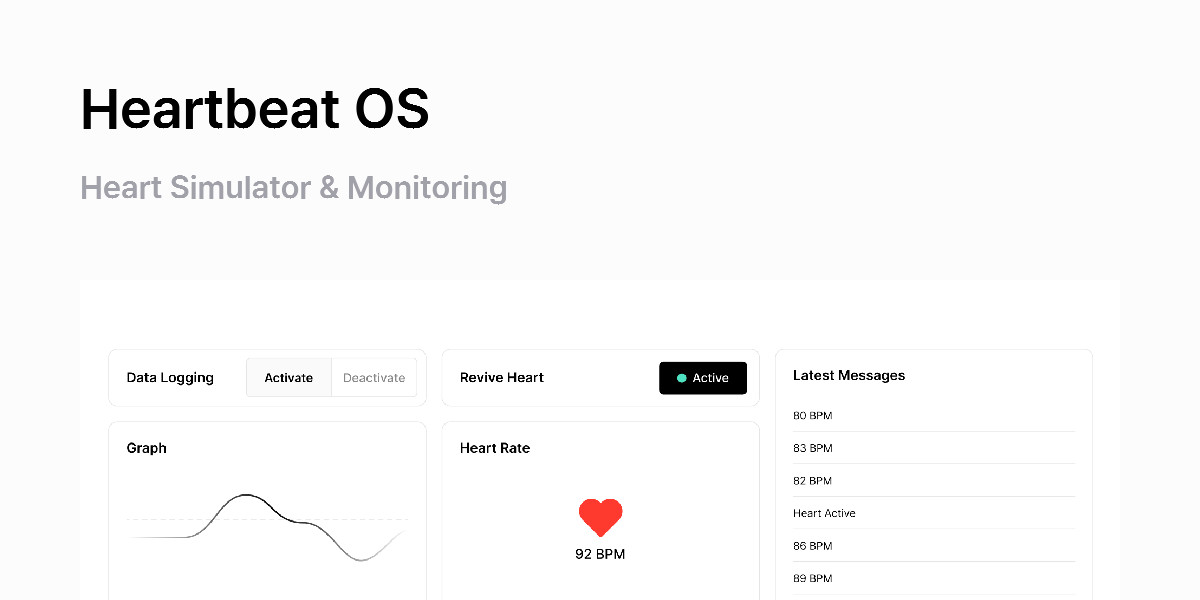 Heartbeat OS
Heart Simulator & Monitoring
Data Logging
Activate
Deactivate
Revive Heart
Active
Latest Messages
80 BPM
83 BPM
82 BPM
Heart Active
86 BPM
89 BPM
Graph
Heart Rate
92 BPM